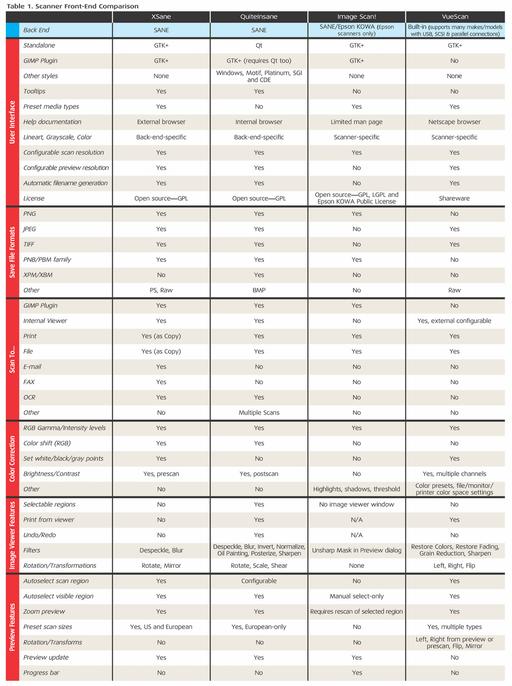 Table 1. Scanner Front-End Comparison
XSane QuiteInsane Image Scan! VueScan
Back End SANE SANE SANE/Epson KOWA (Epson scanners only) Built-in (supports many makes/models with USB, SCSI & parallel connections)
User Interface
Standalone GTK+ Qt GTK+ GTK+
GIMP Plugin GTK+ GTK+ (requires Qt too) GTK+ No
Other styles None Windows, Motif, Platinum, SGI and CDE None None
Tooltips Yes Yes No No
Preset media types Yes No Yes Yes
Help documentation External browser Internal browser Limited man page Netscape browser
Lineart, Grayscale, Color Back-end-specific Back-end-specific Scanner-specific Scanner-specific
Configurable scan resolution Yes Yes Yes Yes
Configurable preview resolution Yes Yes No Yes
Automatic filename generation Yes Yes No Yes
License Open source—GPL Open source—GPL Open source—GPL, LGPL and Epson KOWA Public License Shareware
Save File Formats
PNG Yes Yes Yes No
JPEG Yes Yes No Yes
TIFF Yes Yes No Yes
PNB/PBM family Yes Yes Yes No
XPM/XBM No Yes No No
Other PS, Raw BMP No Raw
Scan To...
GIMP Plugin Yes Yes Yes No
Internal Viewer Yes Yes No Yes, external configurable
Print Yes (as Copy) Yes Yes Yes
File Yes (as Copy) Yes Yes Yes
E-mail Yes No No No
FAX Yes No No No
OCR Yes Yes No No
Other No Multiple Scans No No
Color Correction
RGB Gamma/Intensity levels Yes Yes Yes Yes
Color shift (RGB) Yes Yes No No
Set white/black/gray points Yes No No Yes
Brightness/Contrast Yes, prescan Yes, postscan No Yes, multiple channels
Other No No Highlights, shadows, threshold Color presets, file/monitor/ printer color space settings
Image Viewer Features
Selectable regions No Yes No image viewer window No
Print from viewer No Yes N/A Yes
Undo/Redo No Yes N/A No
Filters Despeckle, Blur Despeckle, Blur, Invert, Normalize, Oil Painting, Posterize, Sharpen Unsharp Mask in Preview dialog Restore Colors, Restore Fading, Grain Reduction, Sharpen
Rotation/Transformations Rotate, Mirror Rotate, Scale, Shear None Left, Right, Flip
Preview Features
Autoselect scan region Yes Configurable No Yes
Autoselect visible region Yes Yes Manual select-only Yes
Zoom preview Yes Yes Requires rescan of selected region Yes
Preset scan sizes Yes, US and European Yes, European-only No Yes, multiple types
Rotation/Transforms No No No Left, Right from preview or prescan, Flip, Mirror
Preview update Yes Yes Yes No
Progress bar No No Yes No